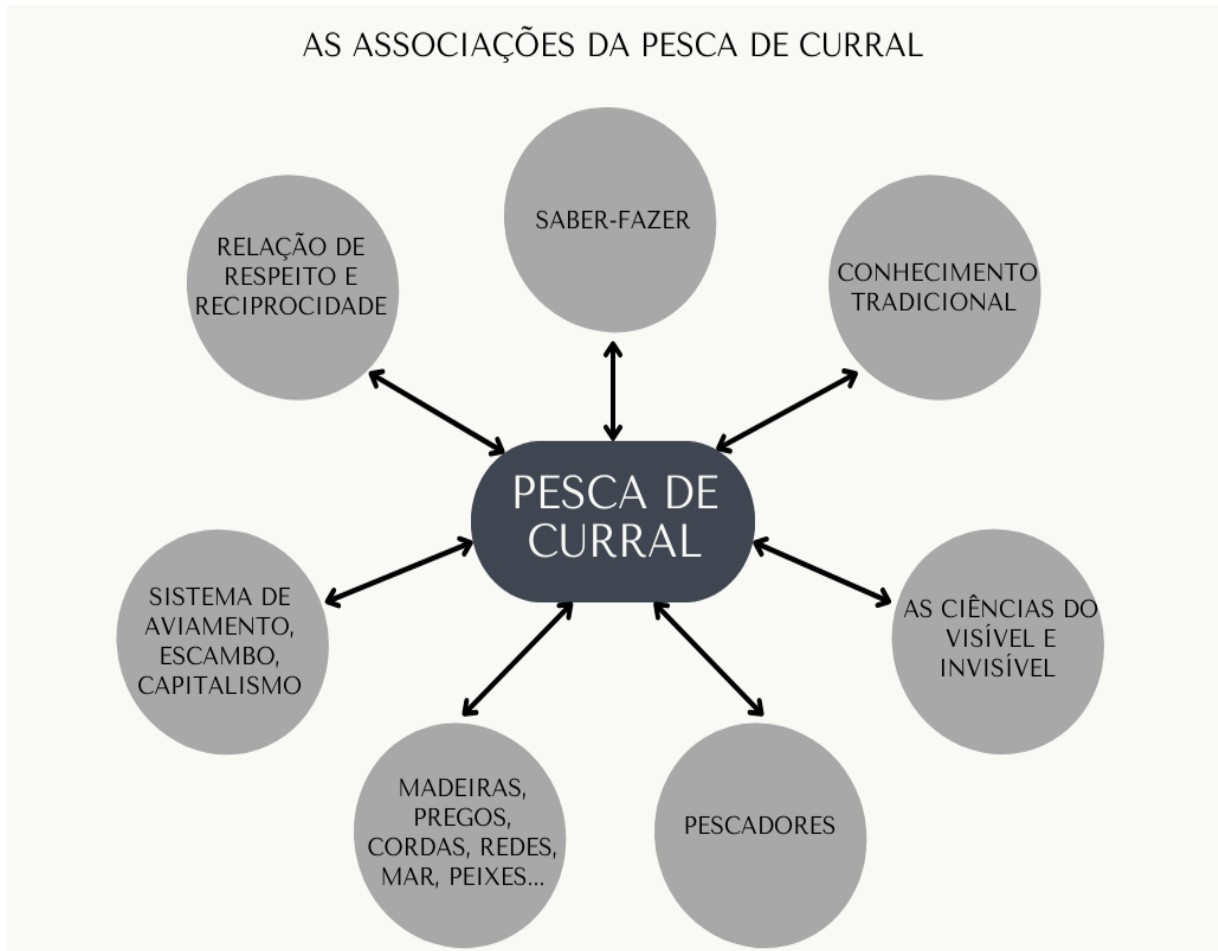 AS ASSOCIAÇÕES DA PESCA DE CURRAL
SABER-FAZER
RELAÇÃO DE
RESPEITO E
RECIPROCIDADE
CONHECIMENTO
TRADICIONAL
PESCA DE
CURRAL
SISTEMA DE
AVIAMENTO,
ESCAMBO,
CAPITALISMO
AS CIÊNCIAS DO
VISÍVEL E
INVISÍVEL
MADEIRAS,
PREGOS,
CORDAS, REDES,
MAR, PEIXES...
PESCADORES